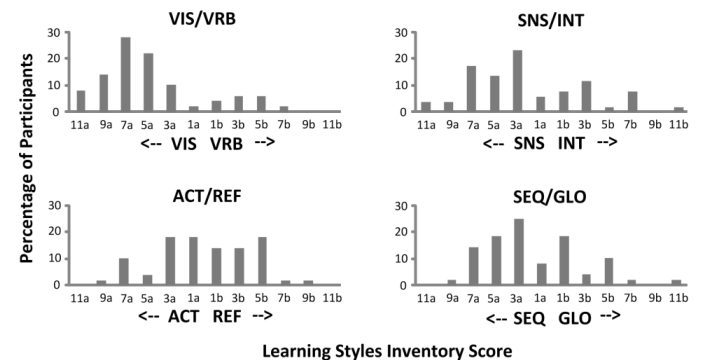 VIS/VRB
30
20
10
0
11a 9a 7a 5a 3a 1a 1b 3b 5b 7b 9b 11b
<-- VIS VRB -->
SNS/INT
30
20
10
0
11a 9a 7a 5a 3a 1a 1b 3b 5b 7b 9b 11b
<-- SNS INT -->
Percentage of Participants
ACT/REF
30
20
10
0
11a 9a 7a 5a 3a 1a 1b 3b 5b 7b 9b 11b
<-- ACT REF -->
SEQ/GLO
30
20
10
0
11a 9a 7a 5a 3a 1a 1b 3b 5b 7b 9b 11b
<-- SEQ GLO -->
Learning Styles Inventory Score